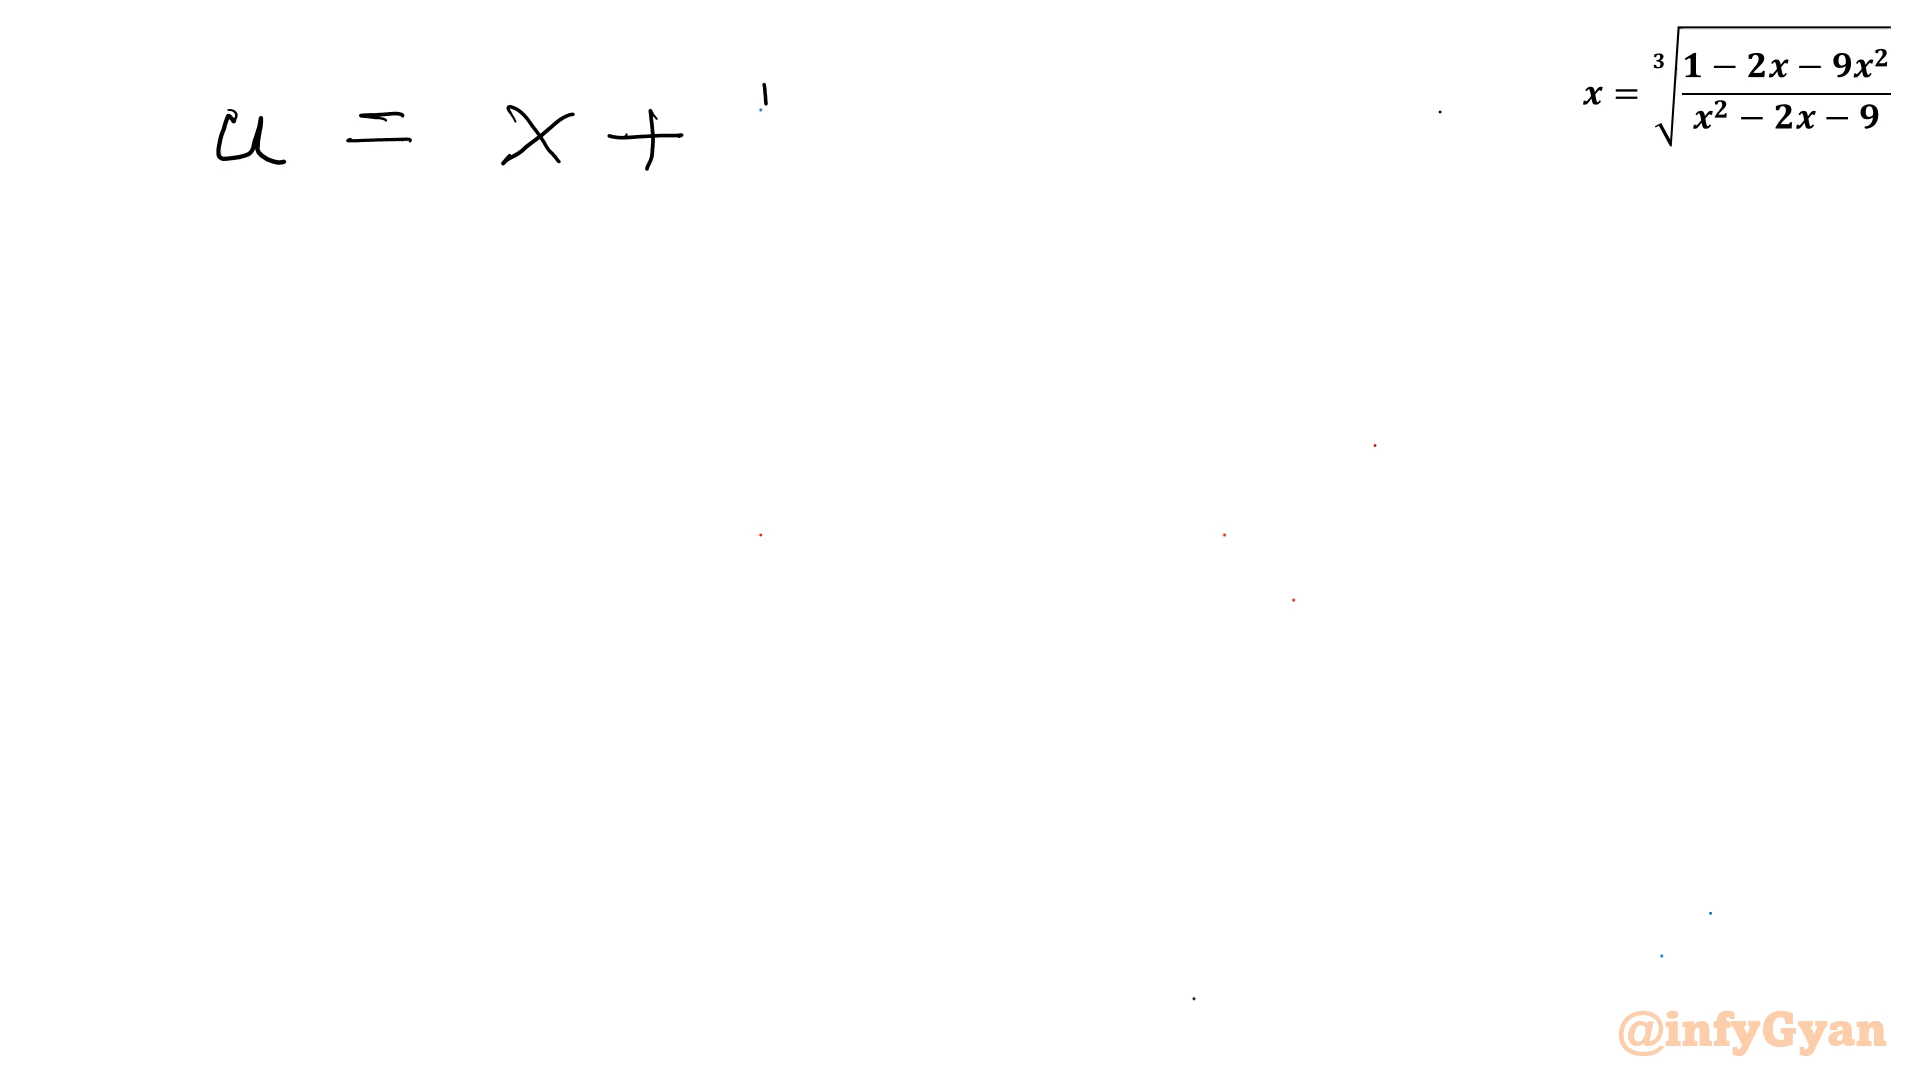 u = x + '
x = ∛((1 − 2x − 9x²)/(x² − 2x − 9))
@infyGyan